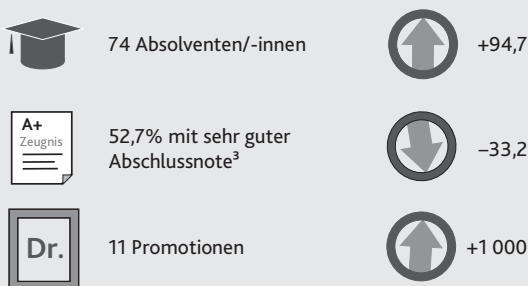 74 Absolventen/-innen
+94,7
A+
Zeugnis
52,7% mit sehr guter
Abschlussnote³
–33,2
Dr.
11 Promotionen
+1 000